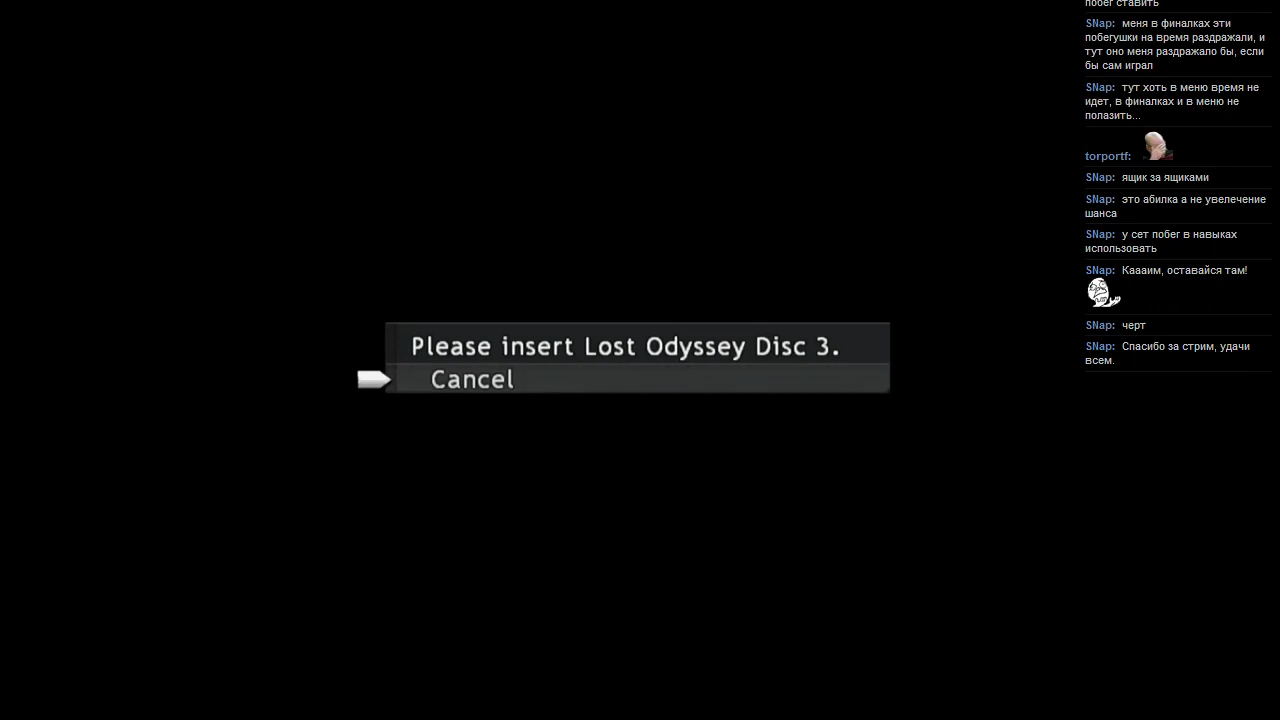 побег ставить
SNap: меня в финалках эти
побегушки на время раздражали, и
тут оно меня раздражало бы, если
бы сам играл
SNap: тут хоть в меню время не
идет, в финалках и в меню не
полазить...
torportf:
SNap: ящик за ящиками
SNap: это абилка а не увелечение
шанса
SNap: у сет побег в навыках
использовать
SNap: Каааим, оставайся там!
SNap: черт
SNap: Спасибо за стрим, удачи
всем.
Please insert Lost Odyssey Disc 3.
Cancel